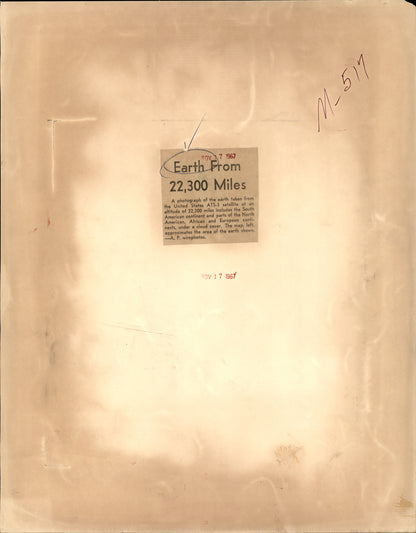 M-517
NOV 17 1967
Earth From
22,300 Miles
A photograph of the earth taken from
the United States ATS-3 satellite at an
altitude of 22,300 miles includes the South
American continent and parts of the North
American, African and European conti-
nents, under a cloud cover. The map, left,
approximates the area of the earth shown.
—A. P. wirephotos.
NOV 17 1967